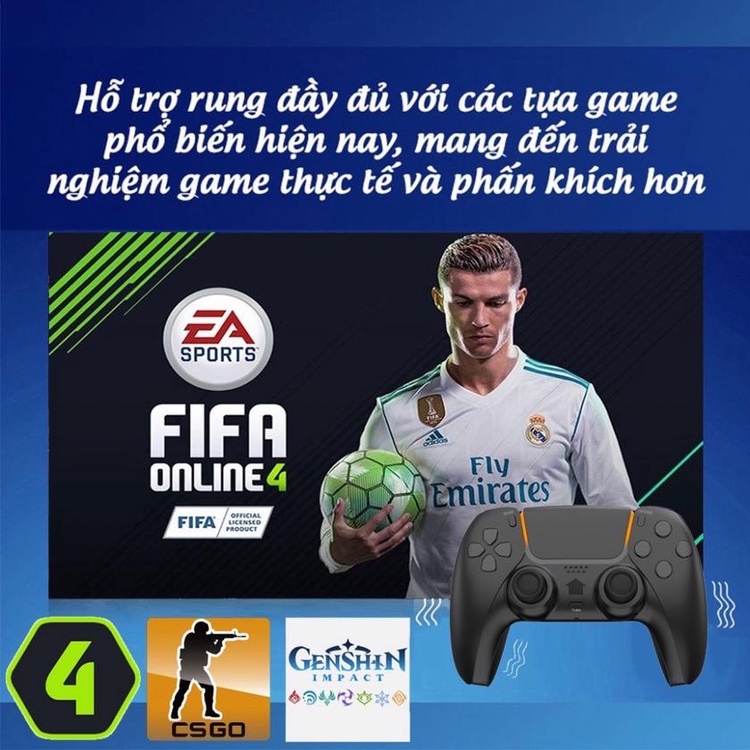 Hỗ trợ rung đầy đủ với các tựa game
phổ biến hiện nay, mang đến trải
nghiệm game thực tế và phấn khích hơn
EA
SPORTS
FIFA
ONLINE 4
FIFA OFFICIAL
LICENSED
PRODUCT
FIFA
adidas
Fly
Emirates
4
CSGO
GENSHIN
IMPACT